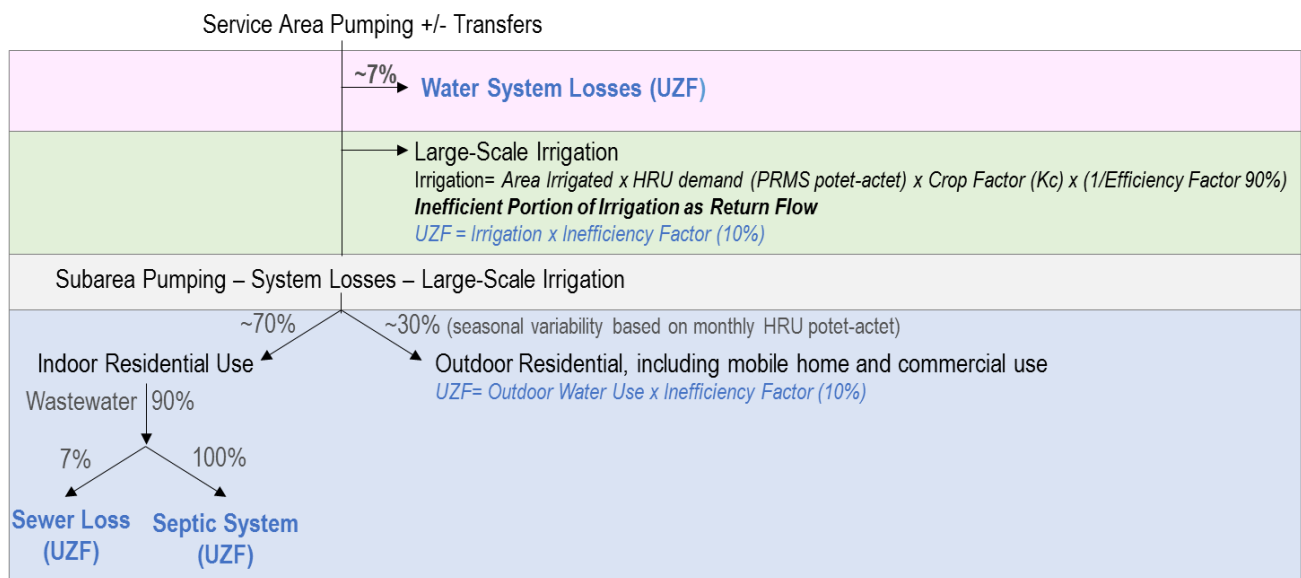 Service Area Pumping +/- Transfers
~7%
Water System Losses (UZF)
Large-Scale Irrigation
Irrigation= Area Irrigated x HRU demand (PRMS potet-actet) x Crop Factor (Kc) x (1/Efficiency Factor 90%)
Inefficient Portion of Irrigation as Return Flow
UZF = Irrigation x Inefficiency Factor (10%)
Subarea Pumping – System Losses – Large-Scale Irrigation
~70%
~30% (seasonal variability based on monthly HRU potet-actet)
Indoor Residential Use
Outdoor Residential, including mobile home and commercial use
UZF= Outdoor Water Use x Inefficiency Factor (10%)
Wastewater 90%
7%
100%
Sewer Loss
(UZF)
Septic System
(UZF)